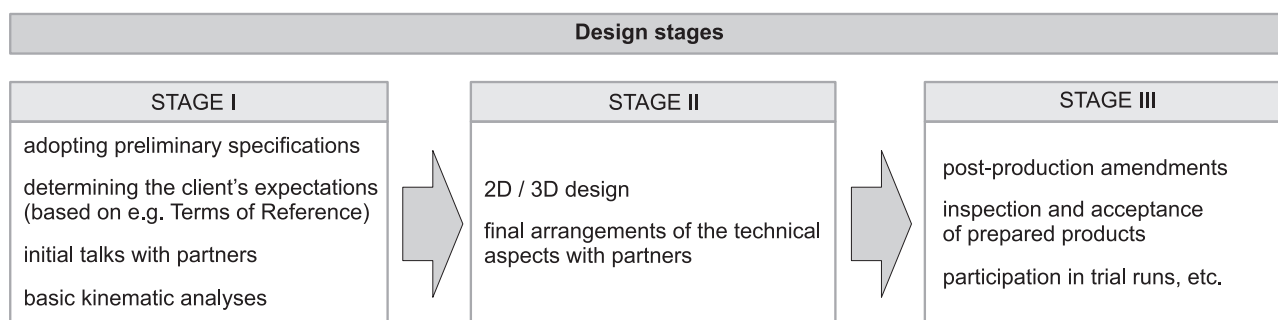 Design stages
STAGE I
adopting preliminary specifications
determining the client's expectations
(based on e.g. Terms of Reference)
initial talks with partners
basic kinematic analyses
STAGE II
2D / 3D design
final arrangements of the technical
aspects with partners
STAGE III
post-production amendments
inspection and acceptance
of prepared products
participation in trial runs, etc.